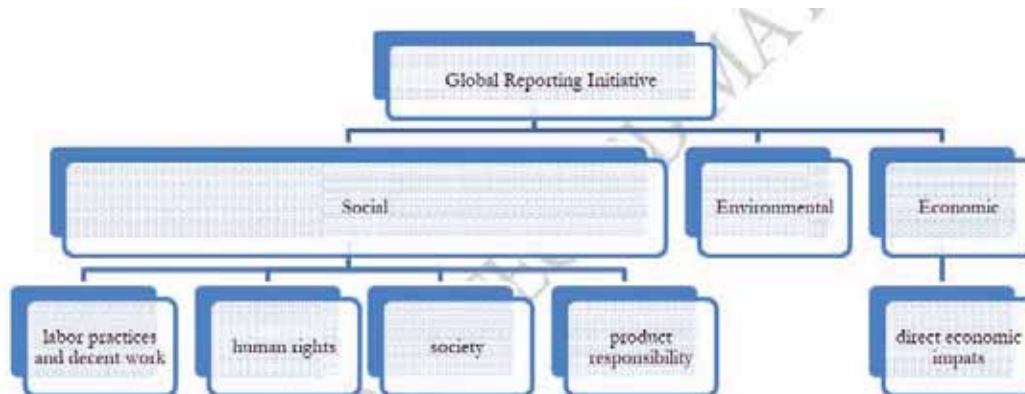 Global Reporting Initiative
Social
Environmental
Economic
labor practices
and decent work
human rights
society
product
responsibility
direct economic
impats